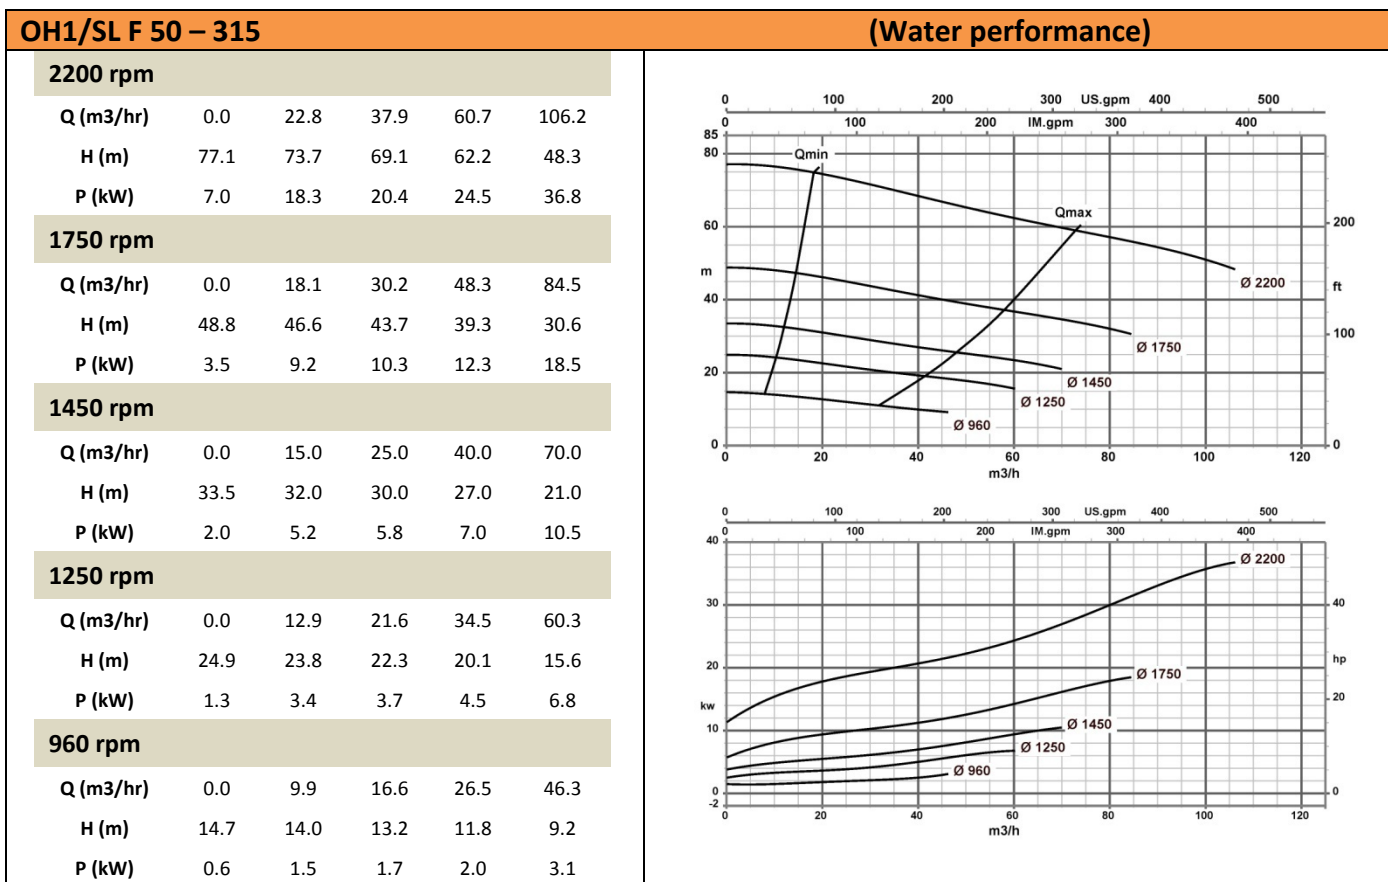 OH1/SL F 50 – 315 (Water performance)
2200 rpm
Q (m3/hr) 0.0 22.8 37.9 60.7 106.2
H (m) 77.1 73.7 69.1 62.2 48.3
P (kW) 7.0 18.3 20.4 24.5 36.8
1750 rpm
Q (m3/hr) 0.0 18.1 30.2 48.3 84.5
H (m) 48.8 46.6 43.7 39.3 30.6
P (kW) 3.5 9.2 10.3 12.3 18.5
1450 rpm
Q (m3/hr) 0.0 15.0 25.0 40.0 70.0
H (m) 33.5 32.0 30.0 27.0 21.0
P (kW) 2.0 5.2 5.8 7.0 10.5
1250 rpm
Q (m3/hr) 0.0 12.9 21.6 34.5 60.3
H (m) 24.9 23.8 22.3 20.1 15.6
P (kW) 1.3 3.4 3.7 4.5 6.8
960 rpm
Q (m3/hr) 0.0 9.9 16.6 26.5 46.3
H (m) 14.7 14.0 13.2 11.8 9.2
P (kW) 0.6 1.5 1.7 2.0 3.1
0 100 200 300 US.gpm 400 500
0 100 200 IM.gpm 300 400
85
80
Qmin
Qmax
60 200
m
Ø 2200 ft
40
100
Ø 1750
20
Ø 1450
Ø 1250
Ø 960
0 0
0 20 40 60 80 100 120
m3/h
0 100 200 300 US.gpm 400 500
0 100 200 IM.gpm 300 400
40
Ø 2200
30 40
20 hp
Ø 1750
kw 20
10 Ø 1450
Ø 1250
Ø 960
0 0
-2
0 20 40 60 80 100 120
m3/h